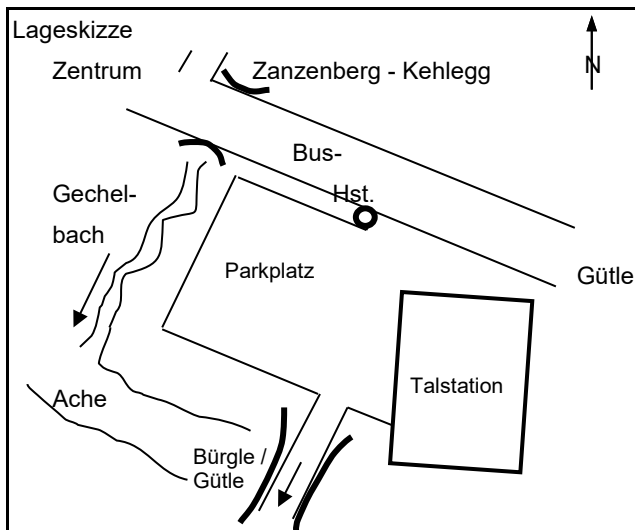 Lageskizze
Zentrum
Zanzenberg - Kehlegg
N
Bus-
Hst.
Gechel-
bach
Parkplatz
Gütle
Talstation
Ache
Bürgle /
Gütle